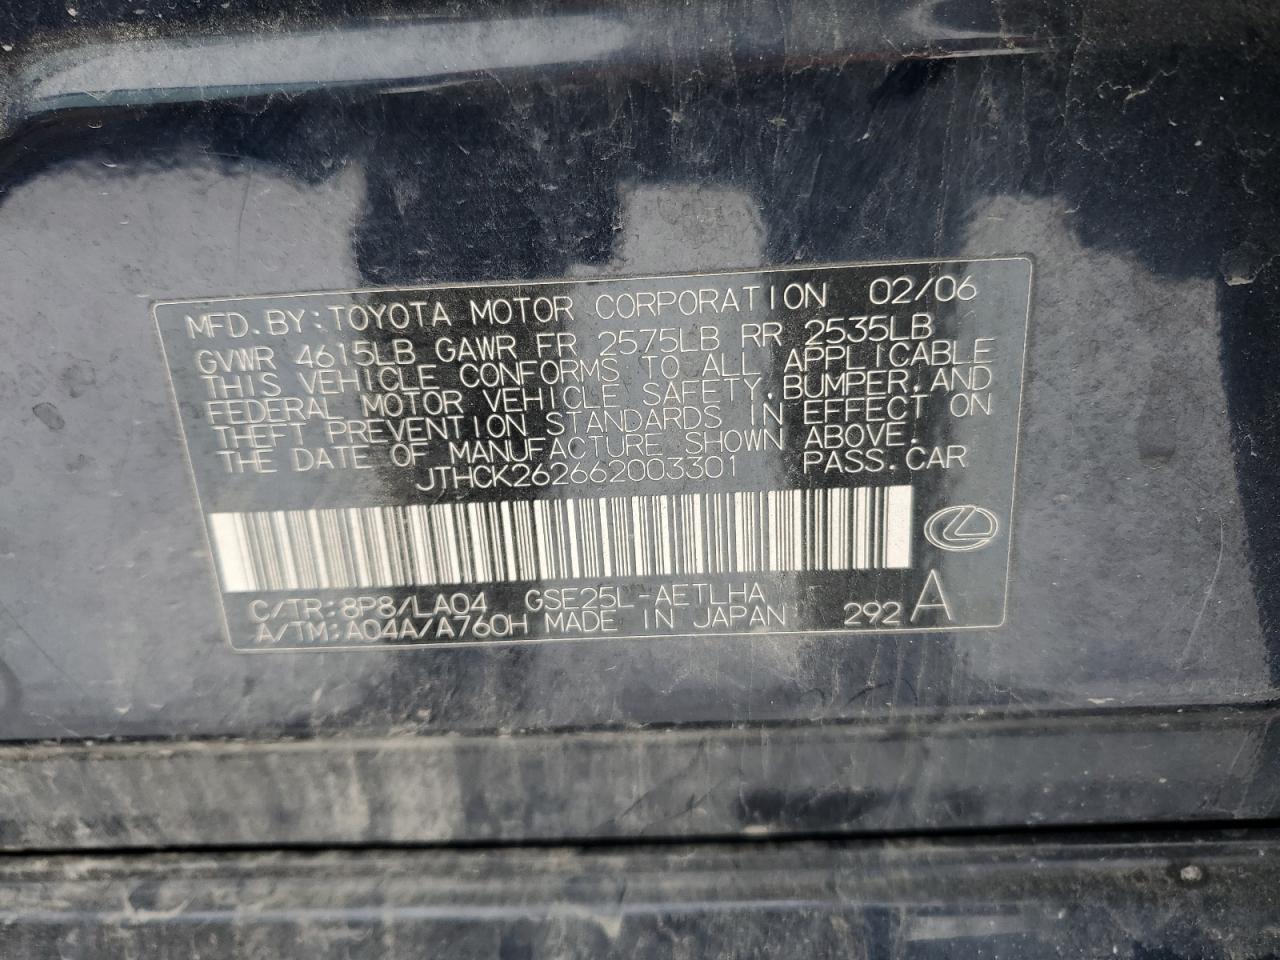 MFD.BY:TOYOTA MOTOR CORPORATION 02/06
GVWR 4615LB GAWR FR 2575LB RR 2535LB
THIS VEHICLE CONFORMS TO ALL APPLICABLE
FEDERAL MOTOR VEHICLE SAFETY,BUMPER,AND
THEFT PREVENTION STANDARDS IN EFFECT ON
THE DATE OF MANUFACTURE SHOWN ABOVE.
JTHCK262662003301 PASS.CAR
C/TR:8P8/LA04 GSE25L-AETLHA
A/TM:A04A/A760H MADE IN JAPAN 292 A